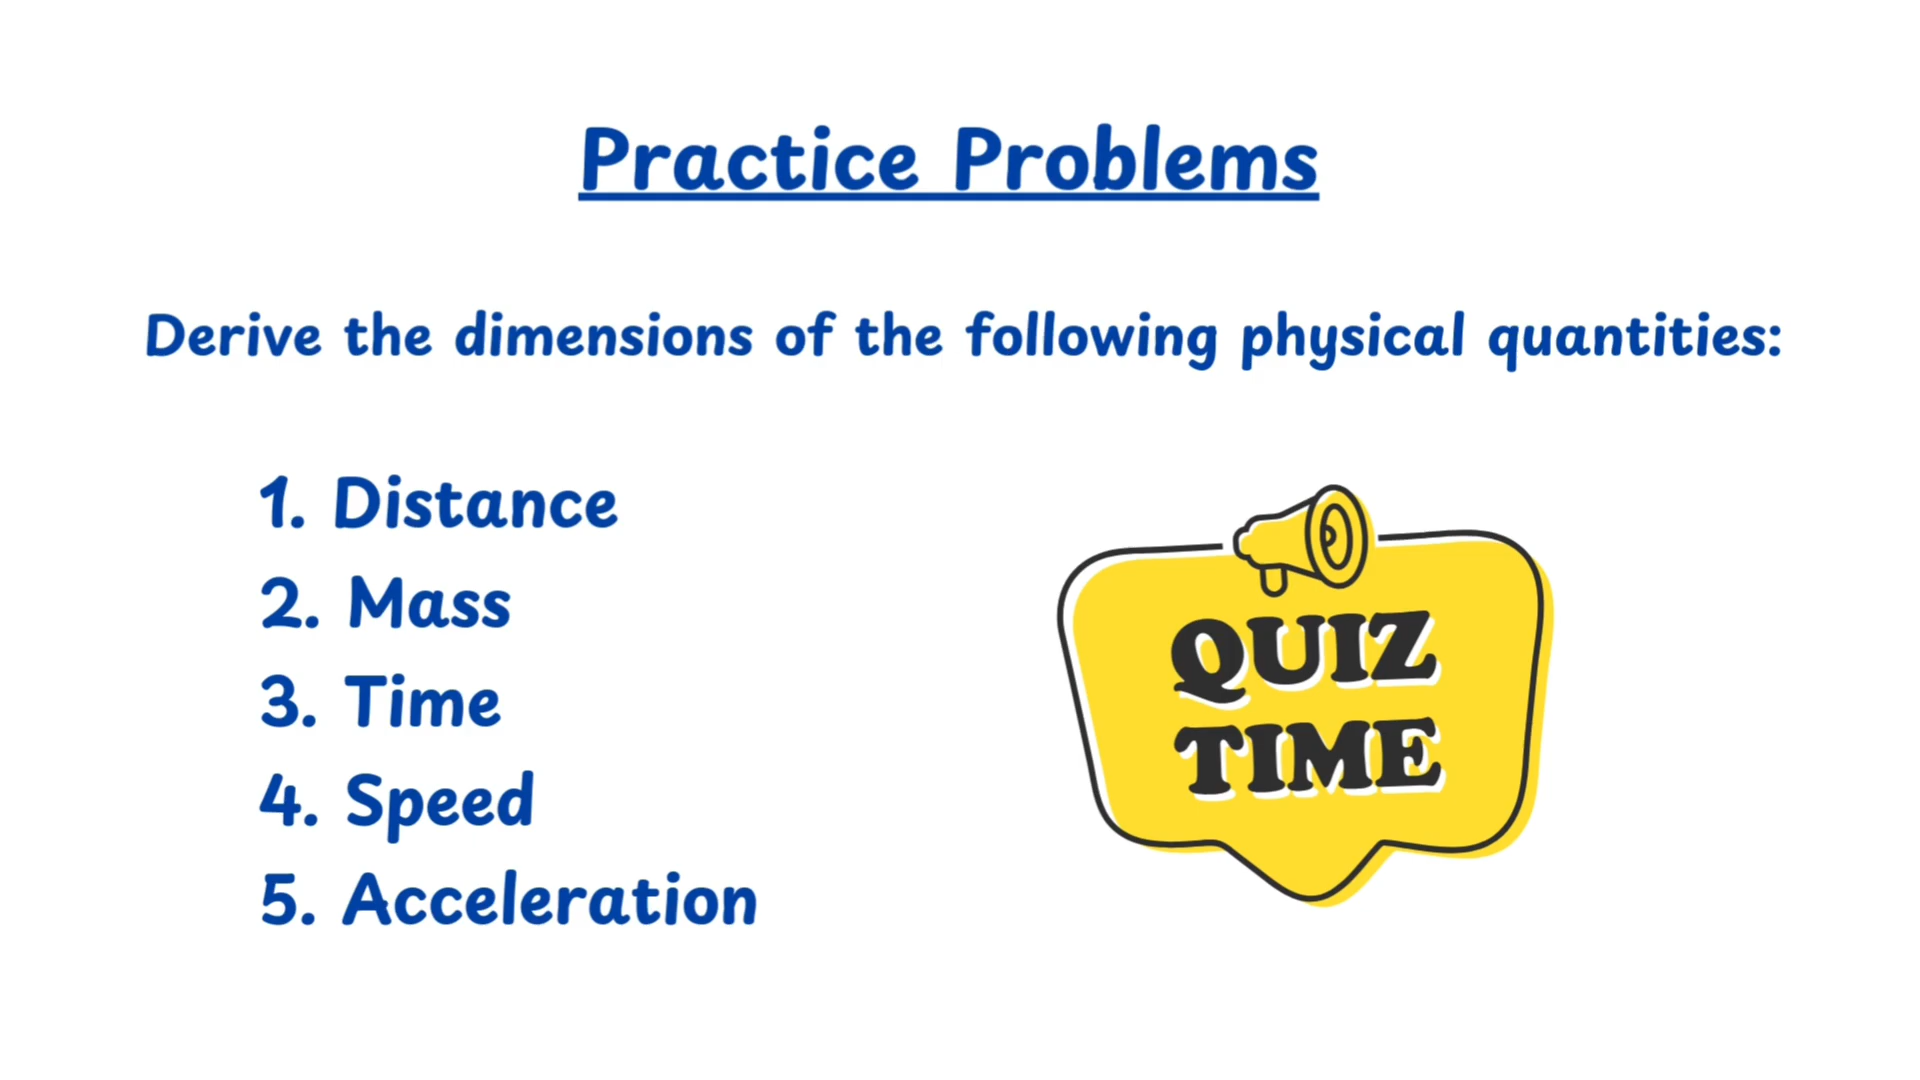 Practice Problems
Derive the dimensions of the following physical quantities:
1. Distance
2. Mass
3. Time
4. Speed
5. Acceleration
QUIZ
TIME